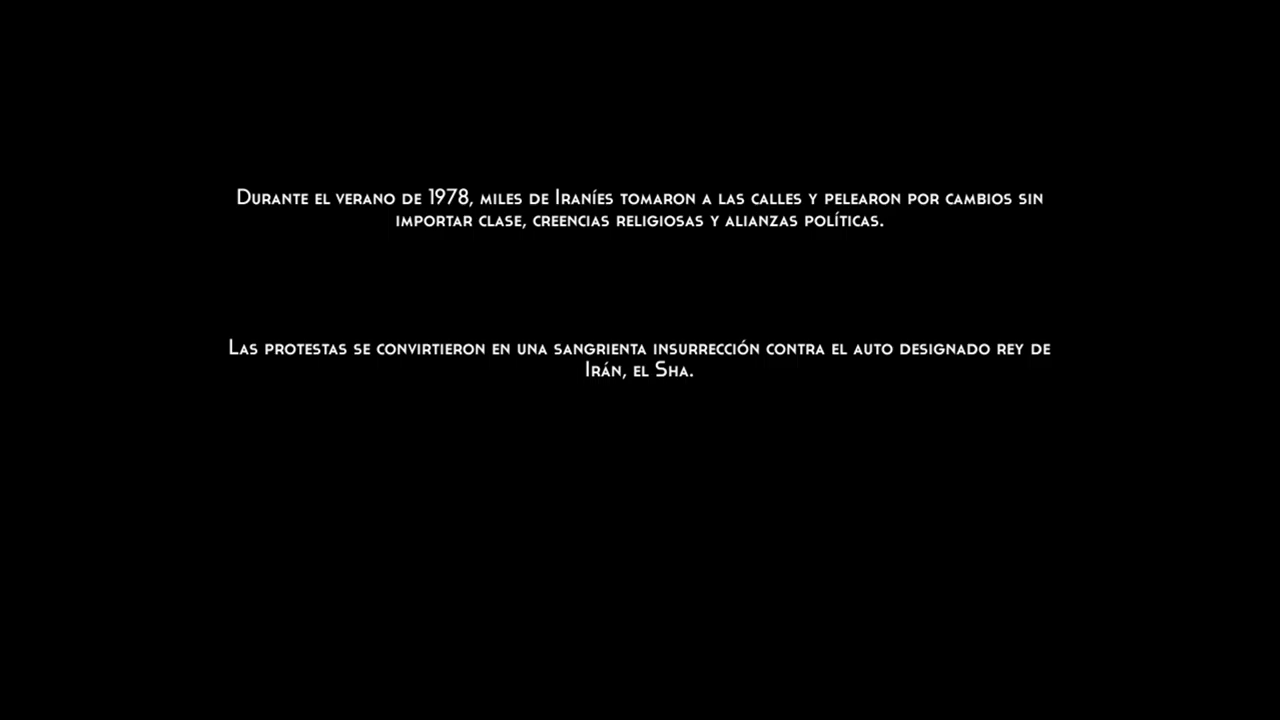 Durante el verano de 1978, miles de Iraníes tomaron a las calles y pelearon por cambios sin
importar clase, creencias religiosas y alianzas políticas.
Las protestas se convirtieron en una sangrienta insurrección contra el auto designado rey de
Irán, el Sha.